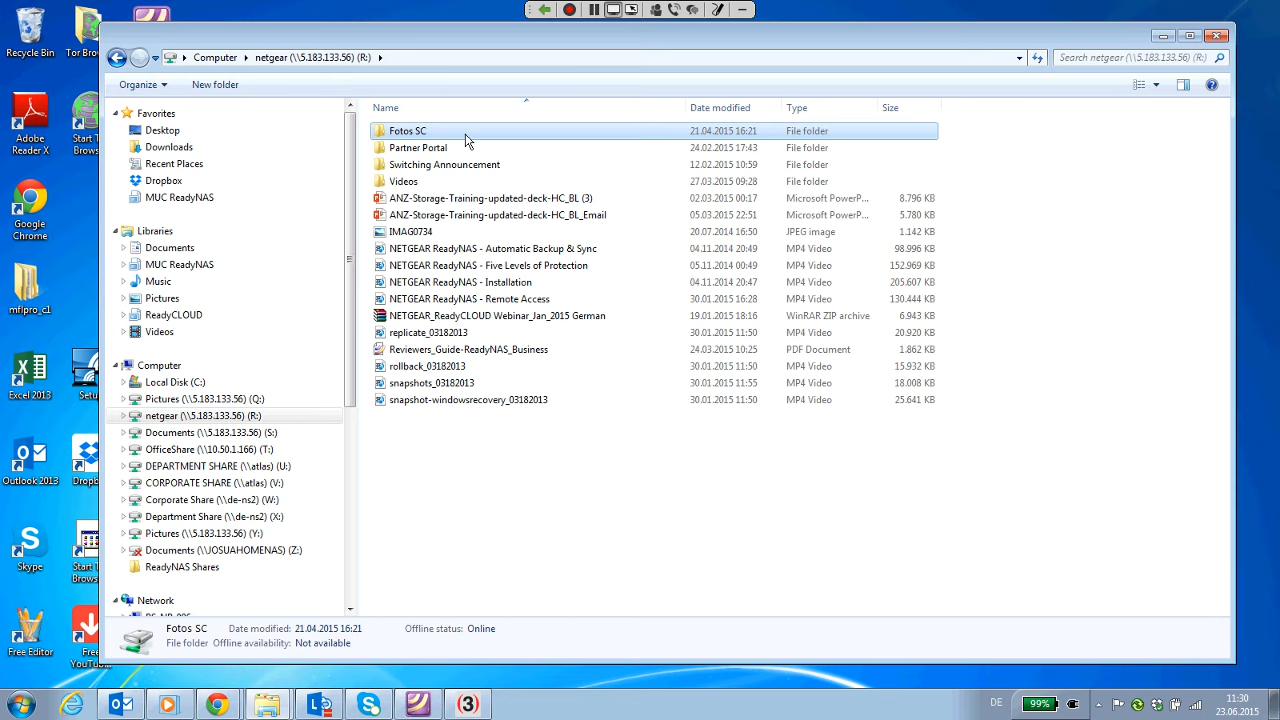 Recycle Bin
Tor Brow
Computer
netgear (\\5.183.133.56) (R:)
Search netgear (\\5.183.133.56) (R:)
Organize
New folder
Name
Date modified
Type
Size
Favorites
Desktop
Downloads
Recent Places
Dropbox
MUC ReadyNAS
Libraries
Documents
MUC ReadyNAS
Music
Pictures
ReadyCLOUD
Videos
Computer
Local Disk (C:)
Pictures (\\5.183.133.56) (Q:)
netgear (\\5.183.133.56) (R:)
Documents (\\5.183.133.56) (S:)
OfficeShare (\\10.50.1.166) (T:)
DEPARTMENT SHARE (\\atlas) (U:)
CORPORATE SHARE (\\atlas) (V:)
Corporate Share (\\de-ns2) (W:)
Department Share (\\de-ns2) (X:)
Pictures (\\5.183.133.56) (Y:)
Documents (\\JOSUAHOMENAS) (Z:)
ReadyNAS Shares
Network
Fotos SC 21.04.2015 16:21 File folder
Partner Portal 24.02.2015 17:43 File folder
Switching Announcement 12.02.2015 10:59 File folder
Videos 27.03.2015 09:28 File folder
ANZ-Storage-Training-updated-deck-HC_BL (3) 02.03.2015 00:17 Microsoft PowerP... 8.796 KB
ANZ-Storage-Training-updated-deck-HC_BL_Email 05.03.2015 22:51 Microsoft PowerP... 5.780 KB
IMAG0734 20.07.2014 16:50 JPEG image 1.142 KB
NETGEAR ReadyNAS - Automatic Backup & Sync 04.11.2014 20:49 MP4 Video 98.996 KB
NETGEAR ReadyNAS - Five Levels of Protection 05.11.2014 00:49 MP4 Video 152.969 KB
NETGEAR ReadyNAS - Installation 04.11.2014 20:47 MP4 Video 205.607 KB
NETGEAR ReadyNAS - Remote Access 30.01.2015 16:28 MP4 Video 130.444 KB
NETGEAR_ReadyCLOUD Webinar_Jan_2015 German 19.01.2015 18:16 WinRAR ZIP archive 6.943 KB
replicate_03182013 30.01.2015 11:50 MP4 Video 20.920 KB
Reviewers_Guide-ReadyNAS_Business 24.03.2015 10:25 PDF Document 1.862 KB
rollback_03182013 30.01.2015 11:50 MP4 Video 15.932 KB
snapshots_03182013 30.01.2015 11:55 MP4 Video 18.008 KB
snapshot-windowsrecovery_03182013 30.01.2015 11:50 MP4 Video 25.641 KB
Adobe
Reader X
Start T
Brows
Google
Chrome
mflpro_c1
Excel 2013
Setu
Outlook 2013
Dropb
Skype
Start T
Brows
Free Editor
Free
YouTu...
Fotos SC Date modified: 21.04.2015 16:21 Offline status: Online
File folder Offline availability: Not available
DE
99%
11:30
23.06.2015